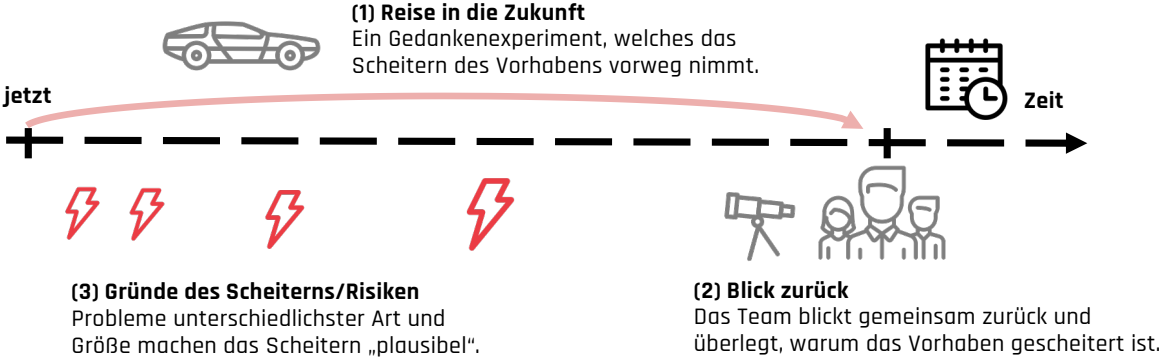 (1) Reise in die Zukunft
Ein Gedankenexperiment, welches das
Scheitern des Vorhabens vorweg nimmt.
jetzt
Zeit
(3) Gründe des Scheiterns/Risiken
Probleme unterschiedlichster Art und
Größe machen das Scheitern „plausibel“.
(2) Blick zurück
Das Team blickt gemeinsam zurück und
überlegt, warum das Vorhaben gescheitert ist.